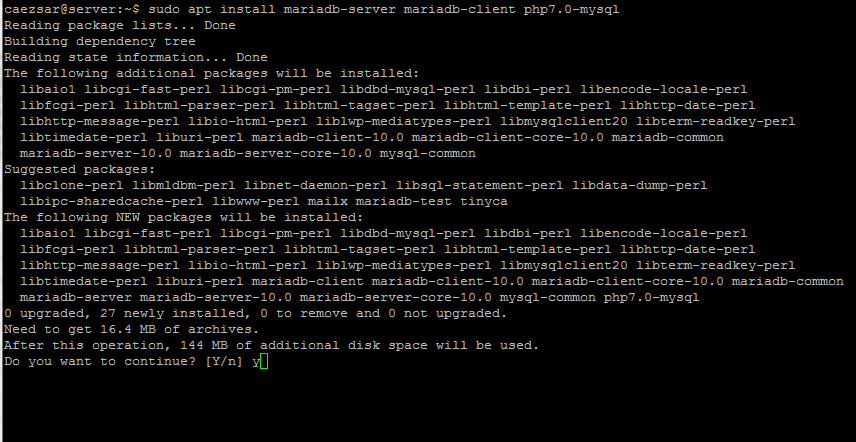 caezsar@server:~$ sudo apt install mariadb-server mariadb-client php7.0-mysql
Reading package lists... Done
Building dependency tree
Reading state information... Done
The following additional packages will be installed:
  libaio1 libcgi-fast-perl libcgi-pm-perl libdbd-mysql-perl libdbi-perl libencode-locale-perl
  libfcgi-perl libhtml-parser-perl libhtml-tagset-perl libhtml-template-perl libhttp-date-perl
  libhttp-message-perl libio-html-perl liblwp-mediatypes-perl libmysqlclient20 libterm-readkey-perl
  libtimedate-perl liburi-perl mariadb-client-10.0 mariadb-client-core-10.0 mariadb-common
  mariadb-server-10.0 mariadb-server-core-10.0 mysql-common
Suggested packages:
  libclone-perl libmldbm-perl libnet-daemon-perl libsql-statement-perl libdata-dump-perl
  libipc-sharedcache-perl libwww-perl mailx mariadb-test tinyca
The following NEW packages will be installed:
  libaio1 libcgi-fast-perl libcgi-pm-perl libdbd-mysql-perl libdbi-perl libencode-locale-perl
  libfcgi-perl libhtml-parser-perl libhtml-tagset-perl libhtml-template-perl libhttp-date-perl
  libhttp-message-perl libio-html-perl liblwp-mediatypes-perl libmysqlclient20 libterm-readkey-perl
  libtimedate-perl liburi-perl mariadb-client mariadb-client-10.0 mariadb-client-core-10.0 mariadb-common
  mariadb-server mariadb-server-10.0 mariadb-server-core-10.0 mysql-common php7.0-mysql
0 upgraded, 27 newly installed, 0 to remove and 0 not upgraded.
Need to get 16.4 MB of archives.
After this operation, 144 MB of additional disk space will be used.
Do you want to continue? [Y/n] y